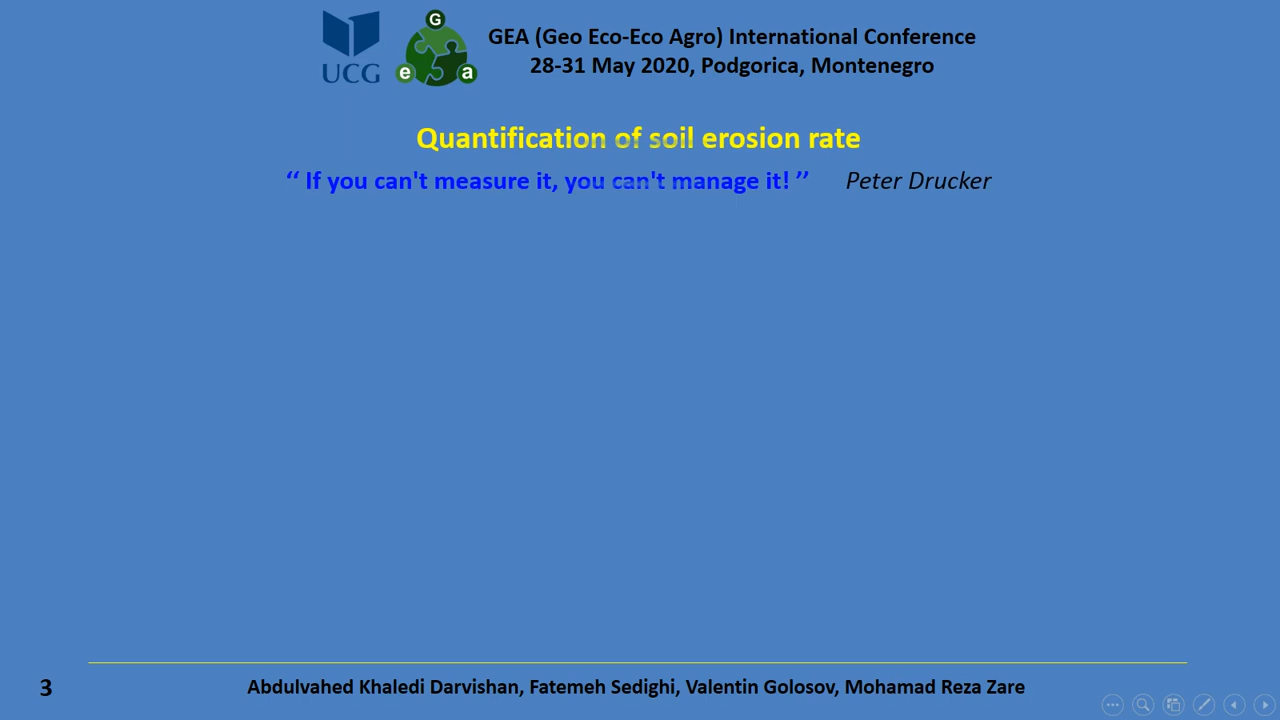 UCG
G
e
a
GEA (Geo Eco-Eco Agro) International Conference
28-31 May 2020, Podgorica, Montenegro
Quantification of soil erosion rate
“ If you can't measure it, you can't manage it! ” Peter Drucker
3
Abdulvahed Khaledi Darvishan, Fatemeh Sedighi, Valentin Golosov, Mohamad Reza Zare